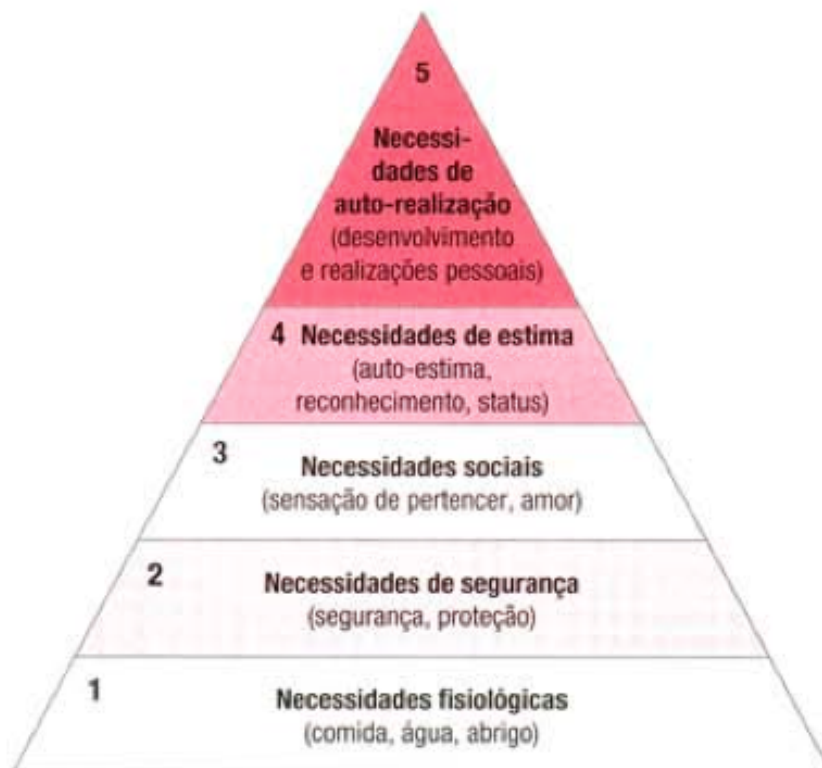 5
Necessi-
dades de
auto-realização
(desenvolvimento
e realizações pessoais)
4 Necessidades de estima
(auto-estima,
reconhecimento, status)
3
Necessidades sociais
(sensação de pertencer, amor)
2
Necessidades de segurança
(segurança, proteção)
1
Necessidades fisiológicas
(comida, água, abrigo)